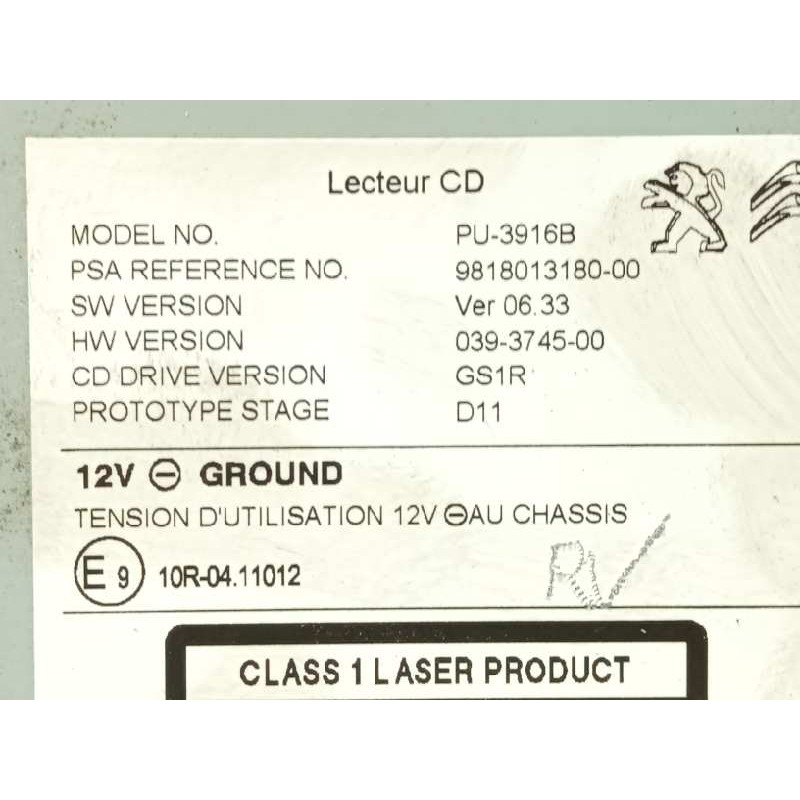 Lecteur CD
MODEL NO. PU-3916B
PSA REFERENCE NO. 9818013180-00
SW VERSION Ver 06.33
HW VERSION 039-3745-00
CD DRIVE VERSION GS1R
PROTOTYPE STAGE D11
12V ⊖ GROUND
TENSION D'UTILISATION 12V ⊖AU CHASSIS
E9 10R-04.11012
RV
CLASS 1 LASER PRODUCT